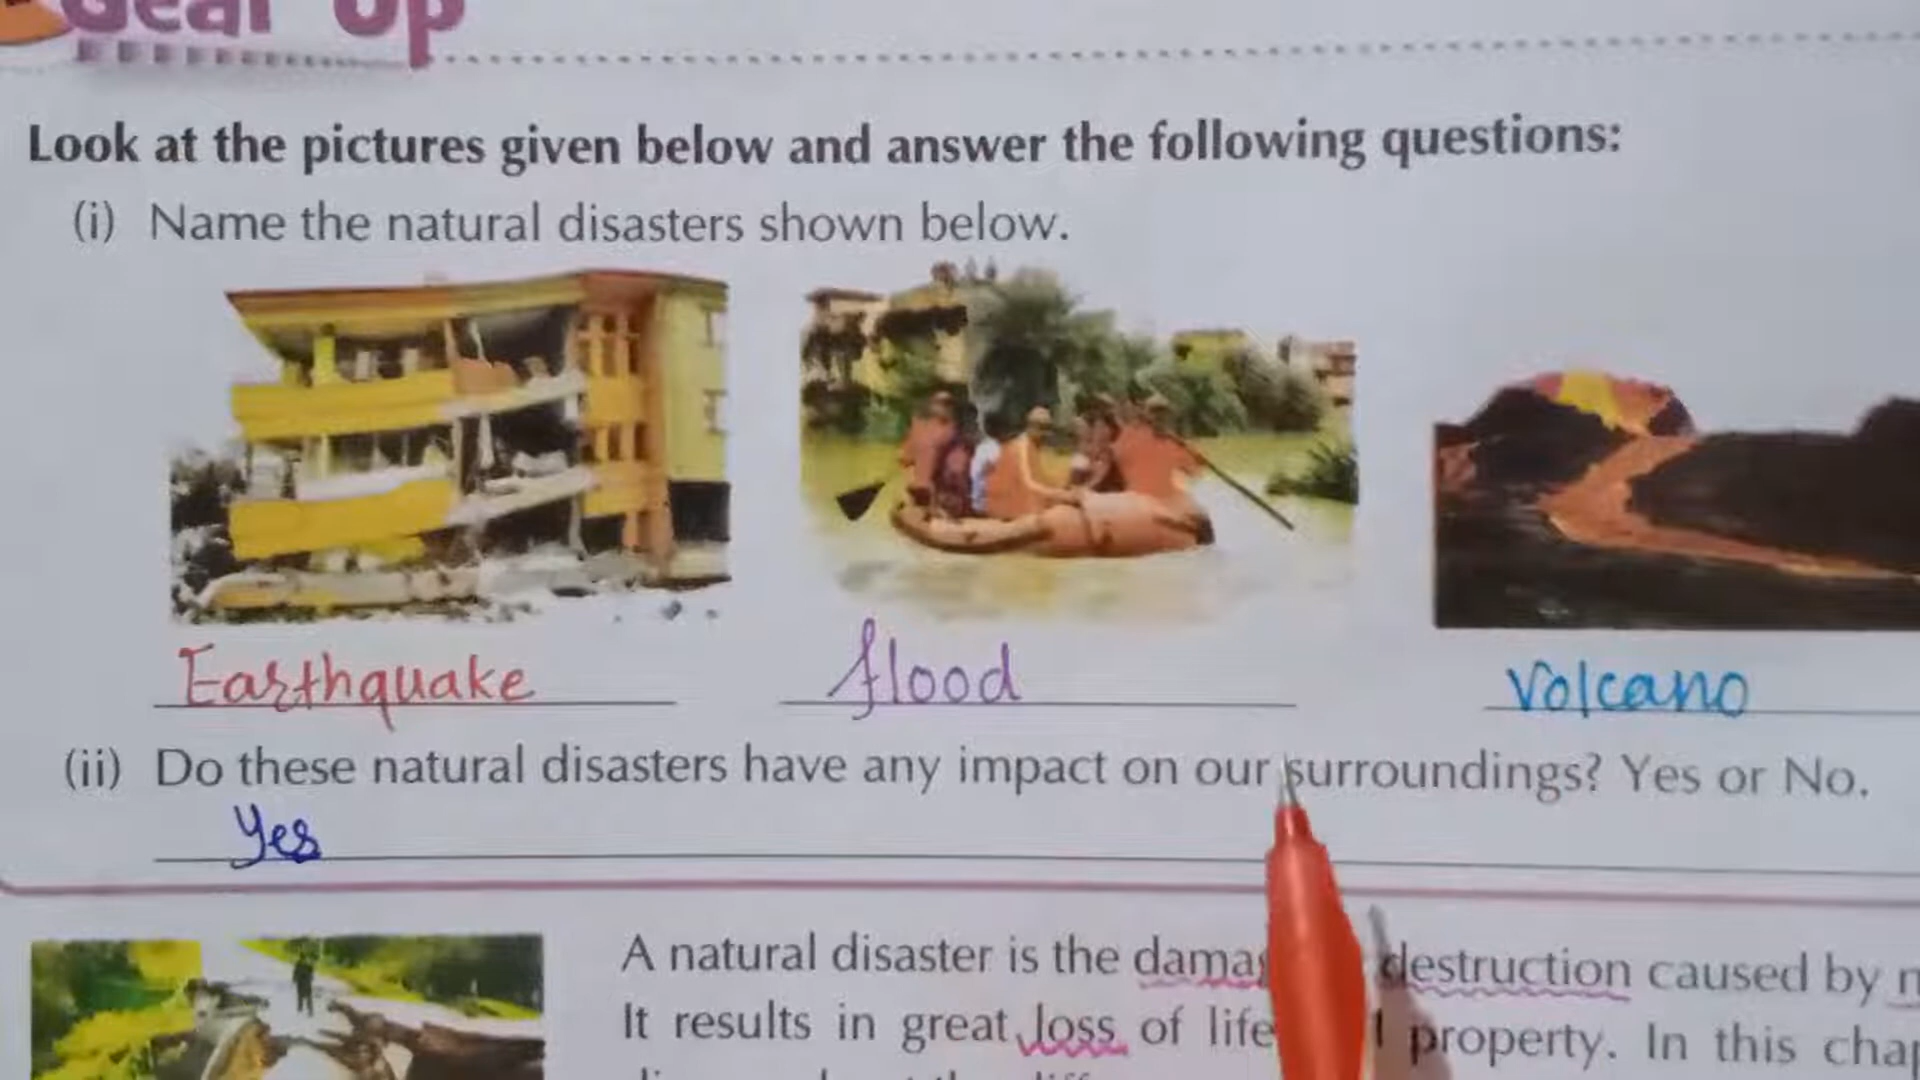 Gear Up
Look at the pictures given below and answer the following questions:
(i) Name the natural disasters shown below.
Earthquake flood Volcano
(ii) Do these natural disasters have any impact on our surroundings? Yes or No.
Yes
A natural disaster is the destruction caused by
It results in great loss of life property. In this